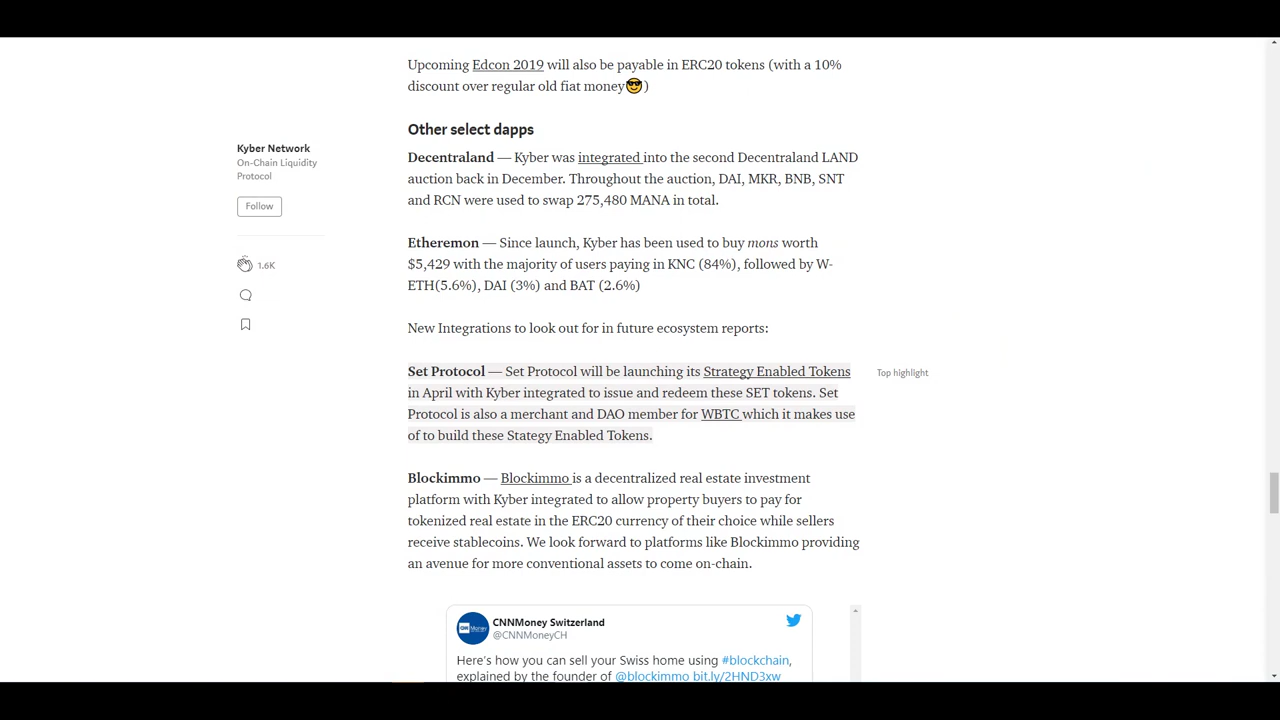 Upcoming Edcon 2019 will also be payable in ERC20 tokens (with a 10%
discount over regular old fiat money😎)
Other select dapps
Kyber Network
On-Chain Liquidity
Protocol
Follow
1.6K
Decentraland — Kyber was integrated into the second Decentraland LAND
auction back in December. Throughout the auction, DAI, MKR, BNB, SNT
and RCN were used to swap 275,480 MANA in total.
Etheremon — Since launch, Kyber has been used to buy mons worth
$5,429 with the majority of users paying in KNC (84%), followed by W-
ETH(5.6%), DAI (3%) and BAT (2.6%)
New Integrations to look out for in future ecosystem reports:
Set Protocol — Set Protocol will be launching its Strategy Enabled Tokens
in April with Kyber integrated to issue and redeem these SET tokens. Set
Protocol is also a merchant and DAO member for WBTC which it makes use
of to build these Stategy Enabled Tokens.
Top highlight
Blockimmo — Blockimmo is a decentralized real estate investment
platform with Kyber integrated to allow property buyers to pay for
tokenized real estate in the ERC20 currency of their choice while sellers
receive stablecoins. We look forward to platforms like Blockimmo providing
an avenue for more conventional assets to come on-chain.
CNNMoney Switzerland
@CNNMoneyCH
Here's how you can sell your Swiss home using #blockchain,
explained by the founder of @blockimmo bit.ly/2HND3xw